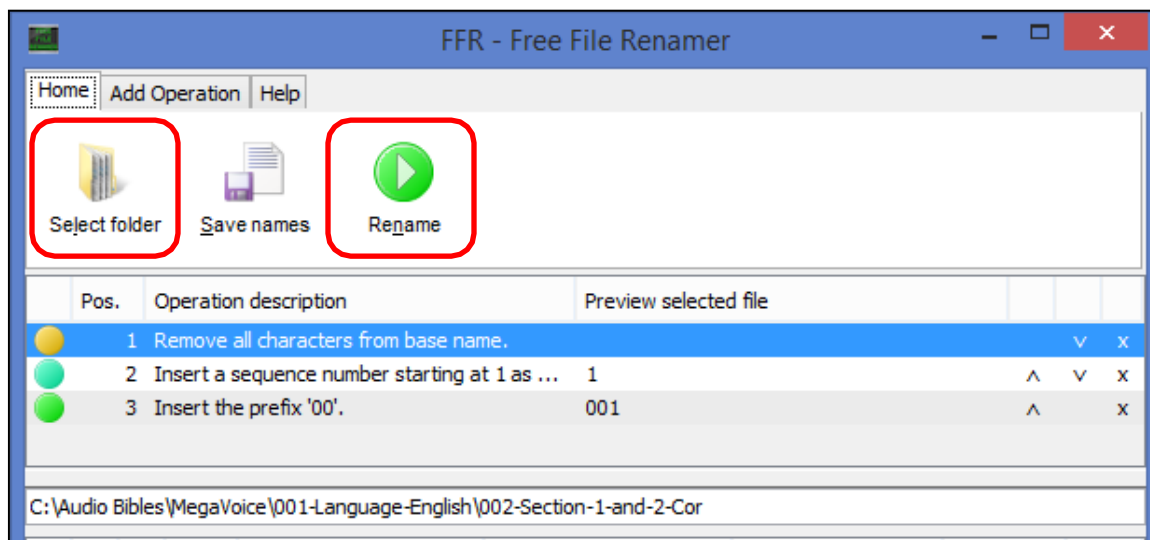 FFR - Free File Renamer
Home Add Operation Help
Select folder Save names Rename
Pos. Operation description Preview selected file
1 Remove all characters from base name. v x
2 Insert a sequence number starting at 1 as ... 1 ^ v x
3 Insert the prefix '00'. 001 ^ x
C:\Audio Bibles\MegaVoice\001-Language-English\002-Section-1-and-2-Cor